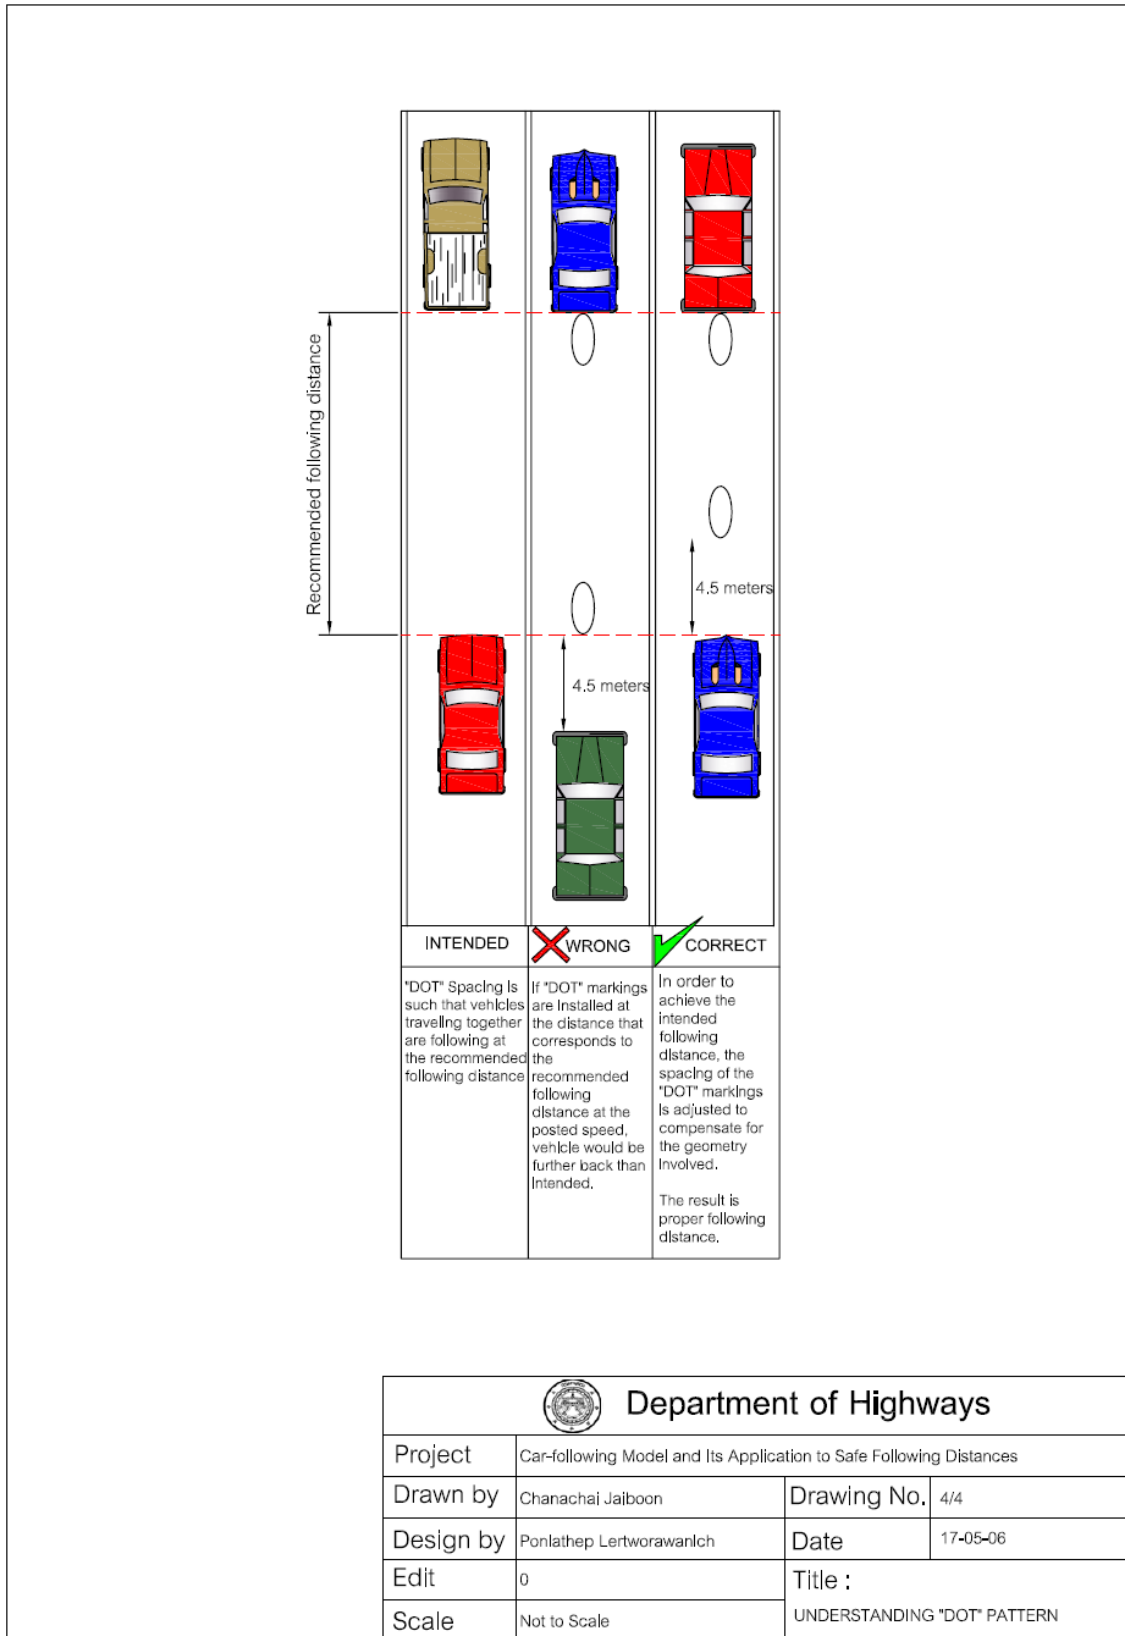 Recommended following distance
4.5 meters
4.5 meters
INTENDED
WRONG
CORRECT
"DOT" Spacing is
such that vehicles
traveling together
are following at
the recommended
following distance
If "DOT" markings
are installed at
the distance that
corresponds to
the
recommended
following
distance at the
posted speed,
vehicle would be
further back than
intended.
In order to
achieve the
intended
following
distance, the
spacing of the
"DOT" markings
is adjusted to
compensate for
the geometry
involved.
The result is
proper following
distance.
Department of Highways
Project Car-following Model and Its Application to Safe Following Distances
Drawn by Chanachai Jaiboon Drawing No. 4/4
Design by Ponlathep Lertworawanich Date 17-05-06
Edit 0 Title :
Scale Not to Scale UNDERSTANDING "DOT" PATTERN